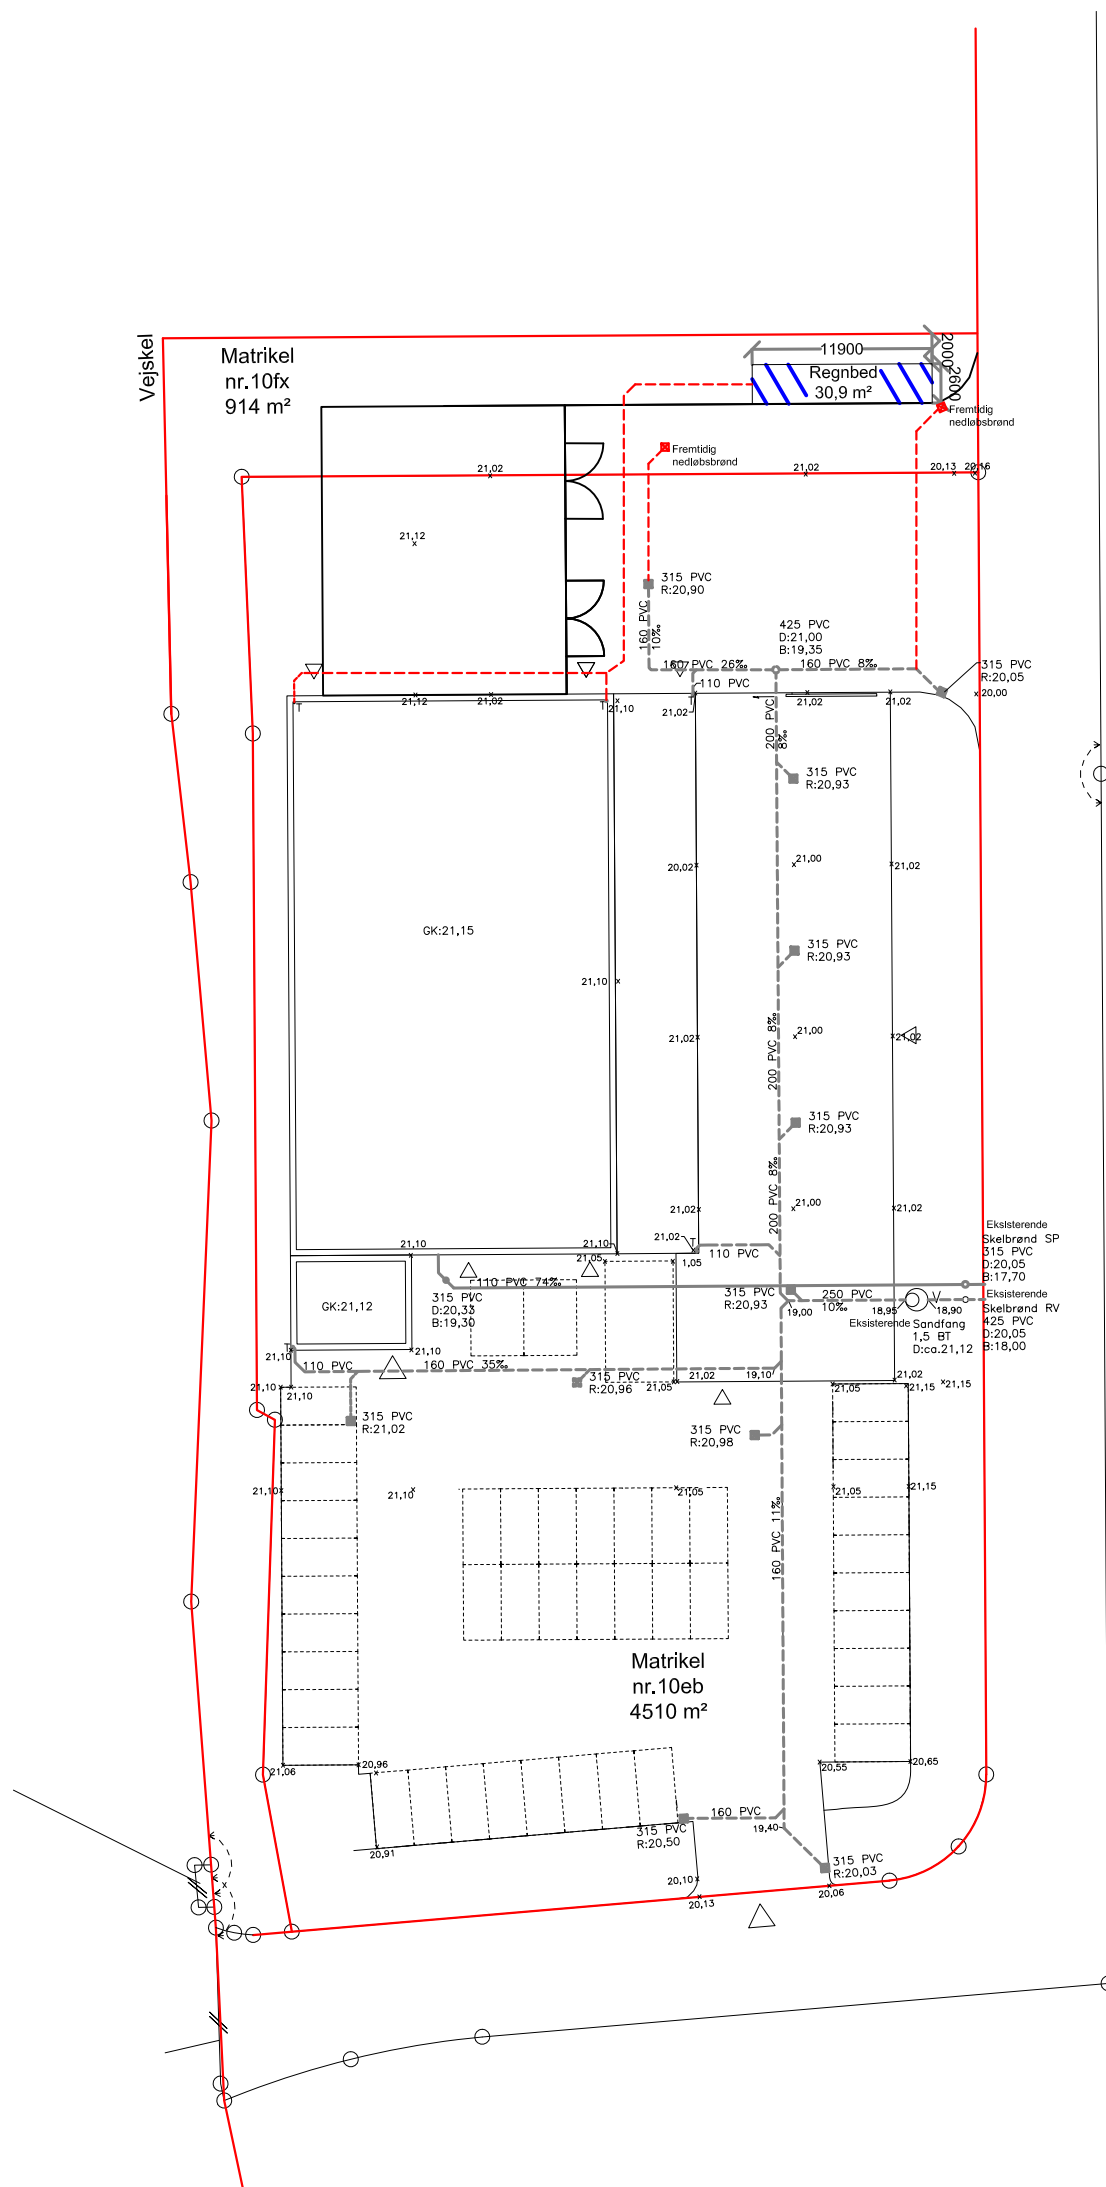 Vejskel
Matrikel
nr.10fx
914 m²
11900
2000
2600
Regnbed
30,9 m²
Fremtidig
nedløbsbrønd
Fremtidig
nedløbsbrønd
21,02
21,02
20,13
20,16
21,12
315 PVC
R:20,90
160 PVC
10‰
425 PVC
D:21,00
B:19,35
160 PVC 26‰
160 PVC 8‰
315 PVC
R:20,05
20,00
110 PVC
T
21,12
21,02
T
21,10
T
21,02
21,02
21,02
200 PVC
8‰
315 PVC
R:20,93
20,02
21,00
21,02
GK:21,15
315 PVC
R:20,93
21,10
200 PVC 8‰
21,02
21,00
21,02
315 PVC
R:20,93
200 PVC 8‰
21,02
21,00
21,02
Eksisterende
Skelbrønd SP
315 PVC
D:20,05
B:17,70
21,10
21,10
21,05
21,02
T
1,05
110 PVC
110 PVC 74‰
315 PVC
D:20,33
B:19,30
GK:21,12
315 PVC
R:20,93
19,00
250 PVC
10‰
18,95
V
18,90
Eksisterende
Skelbrønd RV
425 PVC
D:20,05
B:18,00
Eksisterende
Sandfang
1,5 BT
D:ca.21,12
T
21,10
21,10
110 PVC
160 PVC 35‰
315 PVC
R:20,96
21,05
21,02
19,10
21,02
21,10
21,10
21,05
21,15
21,15
315 PVC
R:21,02
315 PVC
R:20,98
21,10
21,10
21,05
21,05
21,15
160 PVC 11‰
Matrikel
nr.10eb
4510 m²
21,06
20,96
20,55
20,65
20,91
315 PVC
R:20,50
160 PVC
19,40
315 PVC
R:20,03
20,10
20,13
20,06